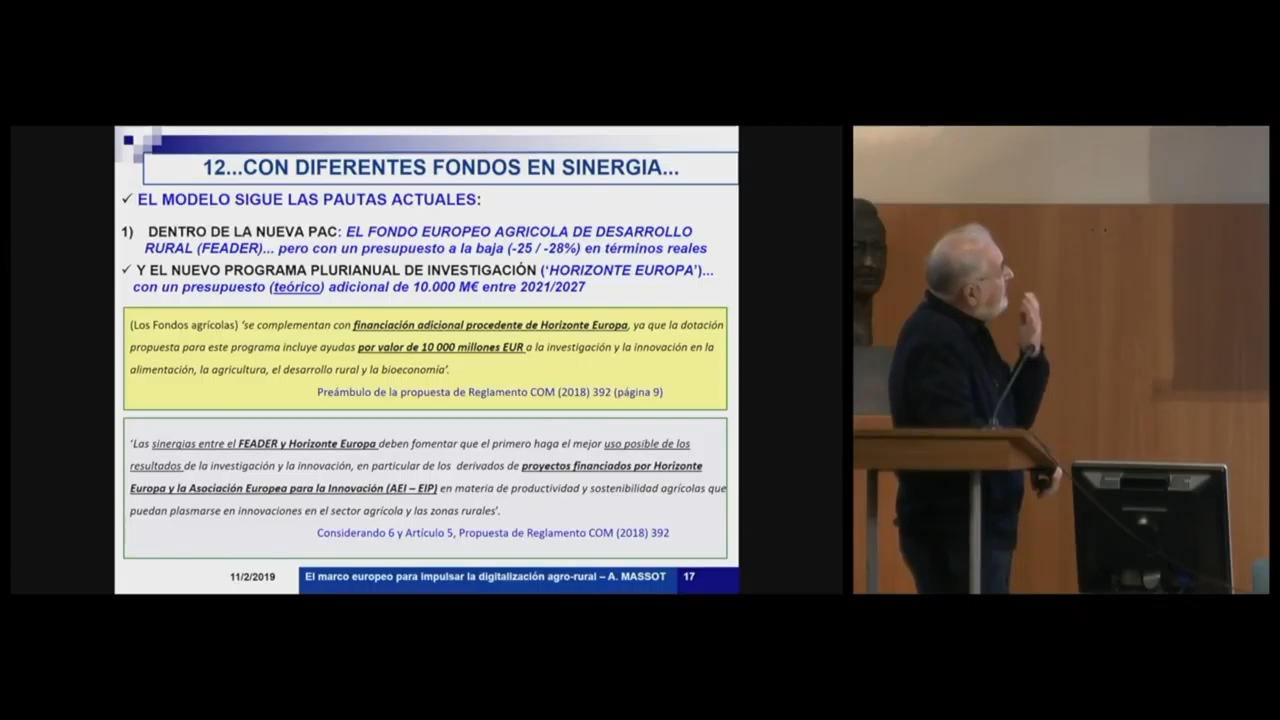 12...CON DIFERENTES FONDOS EN SINERGIA...
✓ EL MODELO SIGUE LAS PAUTAS ACTUALES:
1) DENTRO DE LA NUEVA PAC: EL FONDO EUROPEO AGRICOLA DE DESARROLLO
RURAL (FEADER)... pero con un presupuesto a la baja (-25 / -28%) en términos reales
✓ Y EL NUEVO PROGRAMA PLURIANUAL DE INVESTIGACIÓN (‘HORIZONTE EUROPA’)...
con un presupuesto (teórico) adicional de 10.000 M€ entre 2021/2027
(Los Fondos agrícolas) ‘se complementan con financiación adicional procedente de Horizonte Europa, ya que la dotación
propuesta para este programa incluye ayudas por valor de 10 000 millones EUR a la investigación y la innovación en la
alimentación, la agricultura, el desarrollo rural y la bioeconomía’.
Preámbulo de la propuesta de Reglamento COM (2018) 392 (página 9)
‘Las sinergias entre el FEADER y Horizonte Europa deben fomentar que el primero haga el mejor uso posible de los
resultados de la investigación y la innovación, en particular de los derivados de proyectos financiados por Horizonte
Europa y la Asociación Europea para la Innovación (AEI – EIP) en materia de productividad y sostenibilidad agrícolas que
puedan plasmarse en innovaciones en el sector agrícola y las zonas rurales’.
Considerando 6 y Artículo 5, Propuesta de Reglamento COM (2018) 392
11/2/2019 El marco europeo para impulsar la digitalización agro-rural – A. MASSOT 17